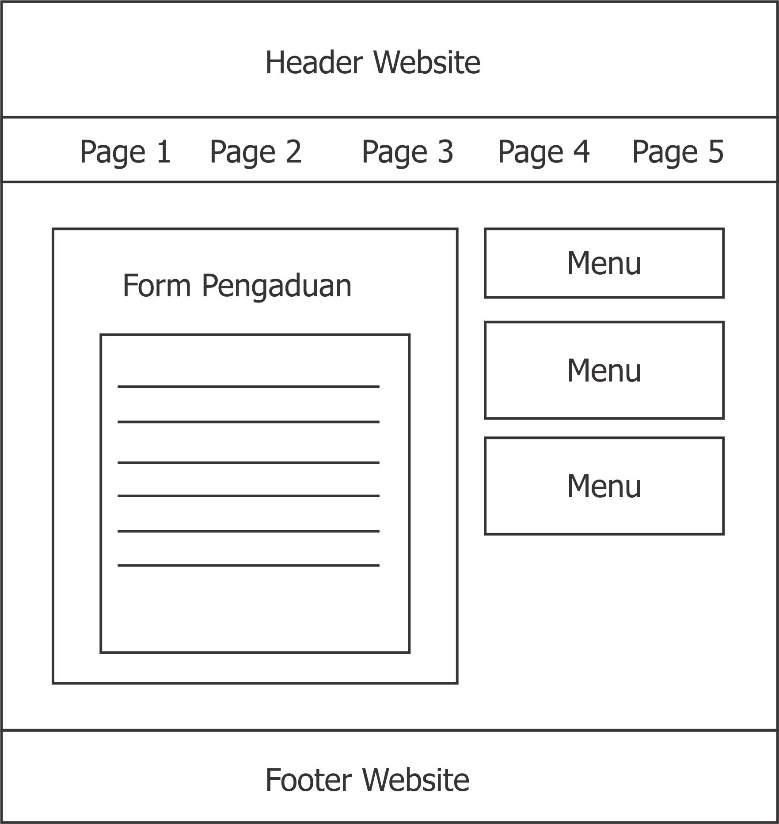 Header Website
Page 1 Page 2 Page 3 Page 4 Page 5
Form Pengaduan
Menu
Menu
Menu
Footer Website